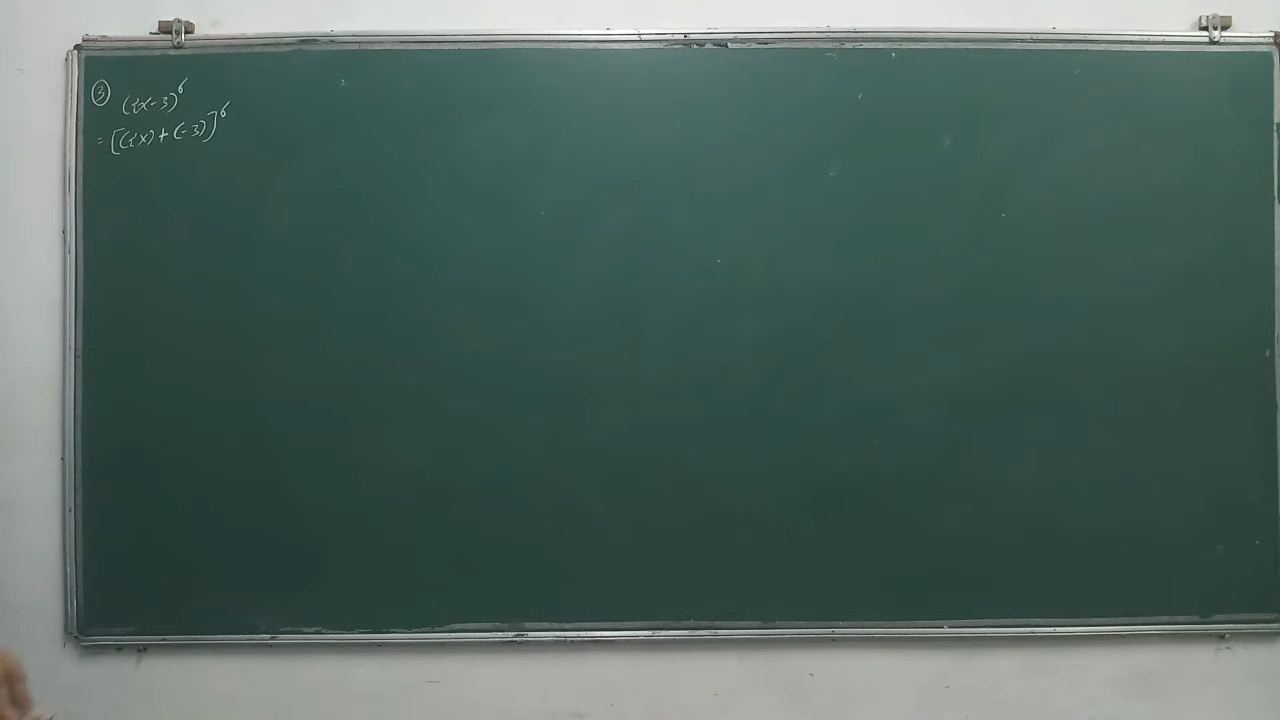 ③ (2x-3)⁶
= [(2x)+(-3)]⁶